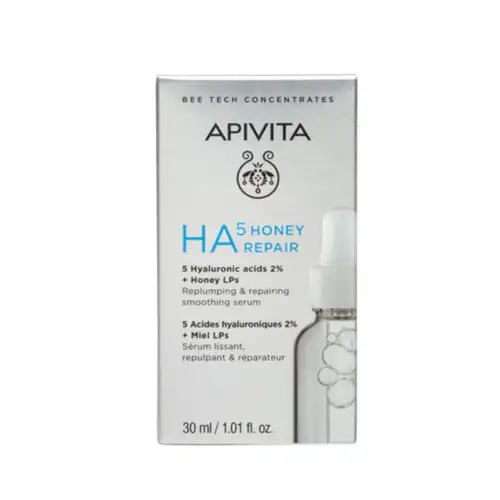 BEE TECH CONCENTRATES
APIVITA
HA5 HONEY
REPAIR
5 Hyaluronic acids 2%
+ Honey LPs
Replumping & repairing
smoothing serum
5 Acides hyaluroniques 2%
+ Miel LPs
Sérum lissant,
repulpant & réparateur
30 ml / 1.01 fl. oz.